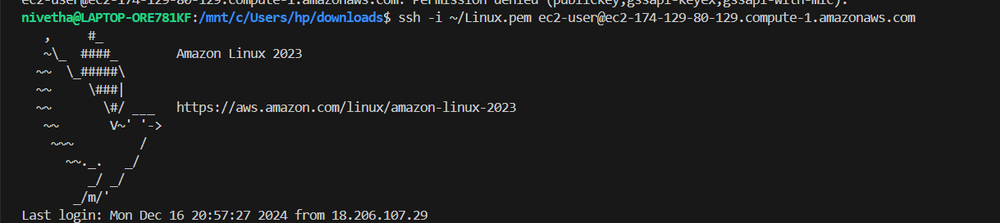 ec2-user@ec2-174-129-80-129.compute-1.amazonaws.com: Permission denied (publickey,gssapi-keyex,gssapi-with-mic).
nivetha@LAPTOP-ORE781KF:/mnt/c/Users/hp/downloads$ ssh -i ~/Linux.pem ec2-user@ec2-174-129-80-129.compute-1.amazonaws.com
   ,     #_
   ~\_  ####_        Amazon Linux 2023
  ~~  \_#####\
  ~~     \###|
  ~~       \#/ ___   https://aws.amazon.com/linux/amazon-linux-2023
   ~~       V~' '->
    ~~~         /
      ~~._.   _/
         _/ _/
       _/m/'
Last login: Mon Dec 16 20:57:27 2024 from 18.206.107.29